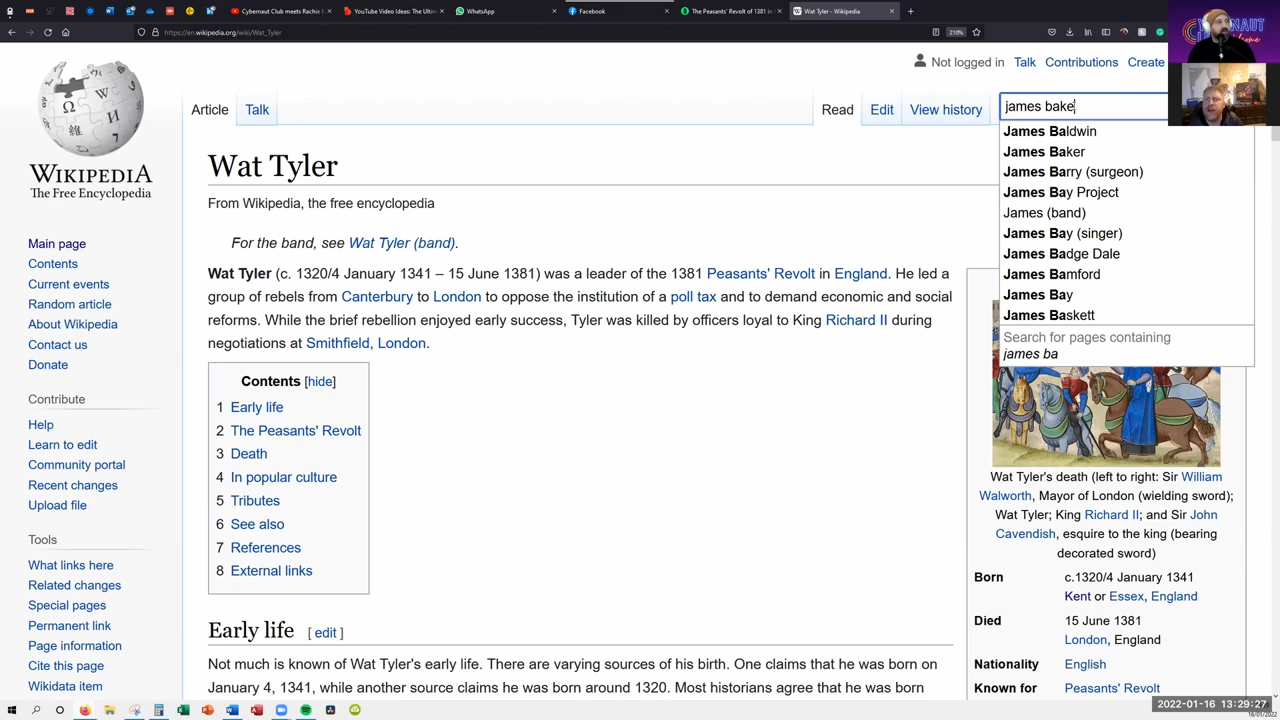 Cybernaut Club meets Rachie C
YouTube Video Ideas: The Ultim
WhatsApp
Facebook
The Peasants' Revolt of 1381 in
Wat Tyler - Wikipedia
https://en.wikipedia.org/wiki/Wat_Tyler
210%
Not logged in Talk Contributions Create
Article Talk Read Edit View history
james bake
James Baldwin
James Baker
James Barry (surgeon)
James Bay Project
James (band)
James Bay (singer)
James Badge Dale
James Bamford
James Bay
James Baskett
Search for pages containing
james ba
WIKIPEDIA
The Free Encyclopedia
Main page
Contents
Current events
Random article
About Wikipedia
Contact us
Donate
Contribute
Help
Learn to edit
Community portal
Recent changes
Upload file
Tools
What links here
Related changes
Special pages
Permanent link
Page information
Cite this page
Wikidata item
Wat Tyler
From Wikipedia, the free encyclopedia
For the band, see Wat Tyler (band).
Wat Tyler (c. 1320/4 January 1341 – 15 June 1381) was a leader of the 1381 Peasants' Revolt in England. He led a
group of rebels from Canterbury to London to oppose the institution of a poll tax and to demand economic and social
reforms. While the brief rebellion enjoyed early success, Tyler was killed by officers loyal to King Richard II during
negotiations at Smithfield, London.
Contents [hide]
1 Early life
2 The Peasants' Revolt
3 Death
4 In popular culture
5 Tributes
6 See also
7 References
8 External links
Early life [ edit ]
Not much is known of Wat Tyler's early life. There are varying sources of his birth. One claims that he was born on
January 4, 1341, while another source claims he was born around 1320. Most historians agree that he was born
Wat Tyler's death (left to right: Sir William
Walworth, Mayor of London (wielding sword);
Wat Tyler; King Richard II; and Sir John
Cavendish, esquire to the king (bearing
decorated sword)
Born c.1320/4 January 1341
Kent or Essex, England
Died 15 June 1381
London, England
Nationality English
Known for Peasants' Revolt
2022-01-16 13:29:27
16/01/2022